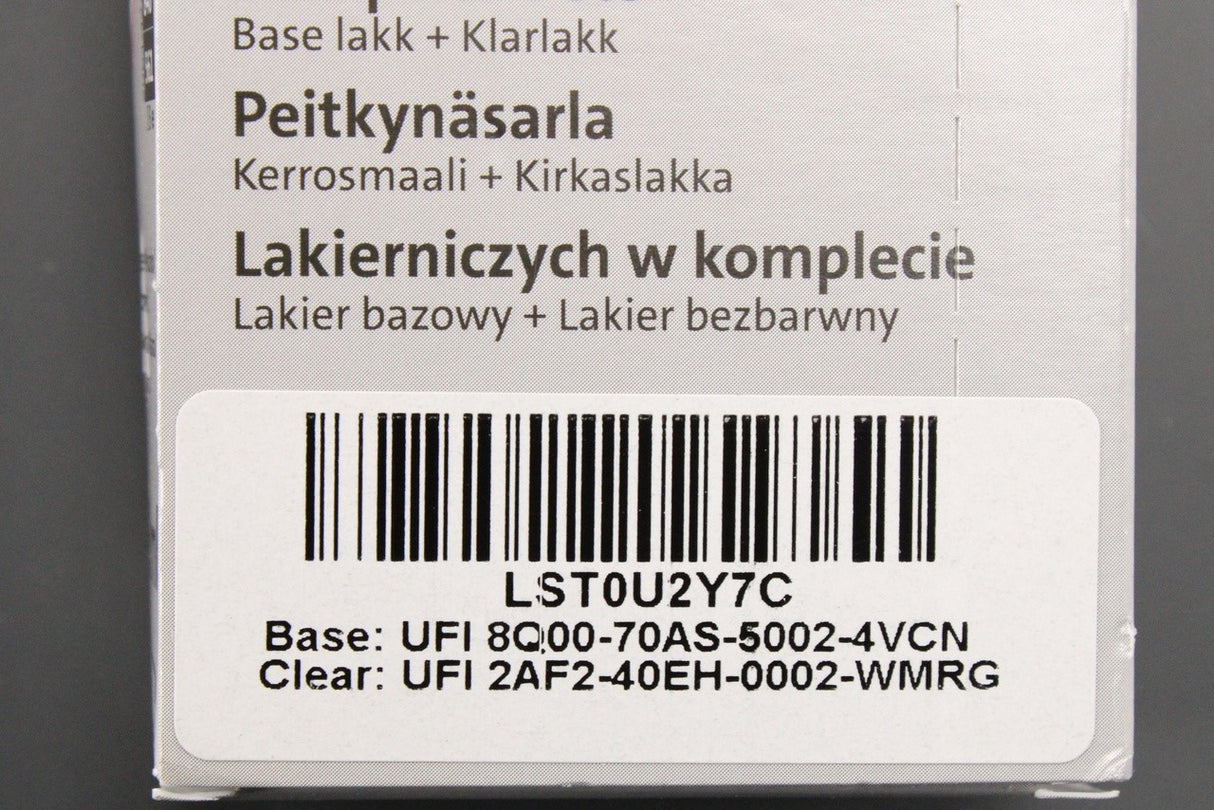 Base lakk + Klarlakk
Peitkynäsarla
Kerrosmaali + Kirkaslakka
Lakierniczych w komplecie
Lakier bazowy + Lakier bezbarwny
LST0U2Y7C
Base: UFI 8Q00-70AS-5002-4VCN
Clear: UFI 2AF2-40EH-0002-WMRG